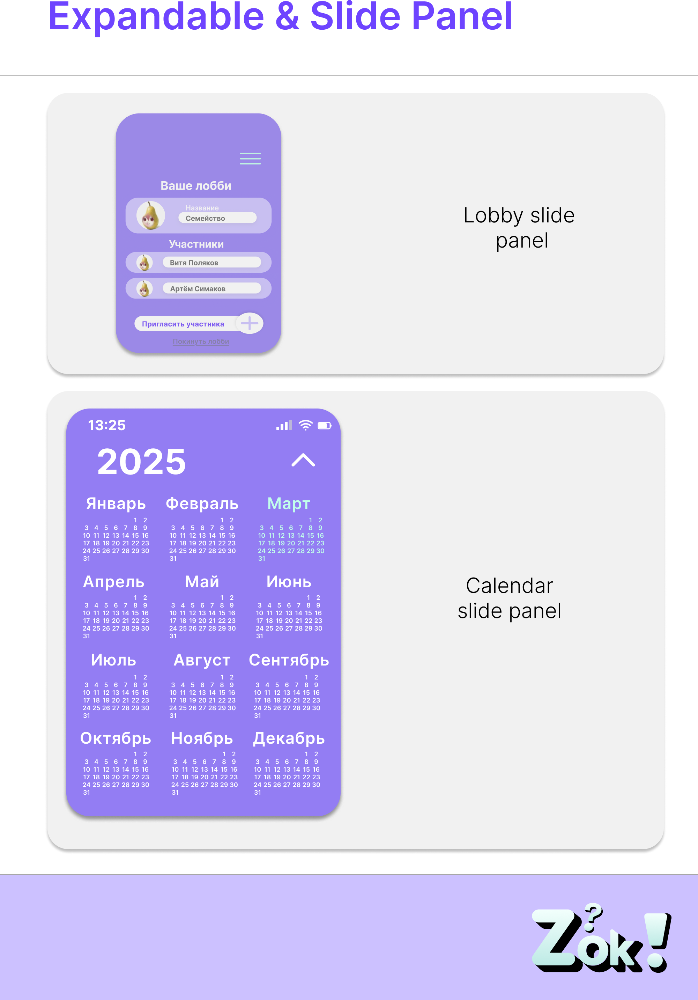 Expandable & Slide Panel
Ваше лобби
Название
Семейство
Участники
Витя Поляков
Артём Симаков
Пригласить участника
Покинуть лобби
Lobby slide
panel
13:25
2025
Январь Февраль Март
1 2 1 2 1 2
3 4 5 6 7 8 9 3 4 5 6 7 8 9 3 4 5 6 7 8 9
10 11 12 13 14 15 16 10 11 12 13 14 15 16 10 11 12 13 14 15 16
17 18 19 20 21 22 23 17 18 19 20 21 22 23 17 18 19 20 21 22 23
24 25 26 27 28 29 30 24 25 26 27 28 29 30 24 25 26 27 28 29 30
31 31 31
Апрель Май Июнь
1 2 1 2 1 2
3 4 5 6 7 8 9 3 4 5 6 7 8 9 3 4 5 6 7 8 9
10 11 12 13 14 15 16 10 11 12 13 14 15 16 10 11 12 13 14 15 16
17 18 19 20 21 22 23 17 18 19 20 21 22 23 17 18 19 20 21 22 23
24 25 26 27 28 29 30 24 25 26 27 28 29 30 24 25 26 27 28 29 30
31 31 31
Июль Август Сентябрь
1 2 1 2 1 2
3 4 5 6 7 8 9 3 4 5 6 7 8 9 3 4 5 6 7 8 9
10 11 12 13 14 15 16 10 11 12 13 14 15 16 10 11 12 13 14 15 16
17 18 19 20 21 22 23 17 18 19 20 21 22 23 17 18 19 20 21 22 23
24 25 26 27 28 29 30 24 25 26 27 28 29 30 24 25 26 27 28 29 30
31 31 31
Октябрь Ноябрь Декабрь
1 2 1 2 1 2
3 4 5 6 7 8 9 3 4 5 6 7 8 9 3 4 5 6 7 8 9
10 11 12 13 14 15 16 10 11 12 13 14 15 16 10 11 12 13 14 15 16
17 18 19 20 21 22 23 17 18 19 20 21 22 23 17 18 19 20 21 22 23
24 25 26 27 28 29 30 24 25 26 27 28 29 30 24 25 26 27 28 29 30
31 31 31
Calendar
slide panel
Zok?!